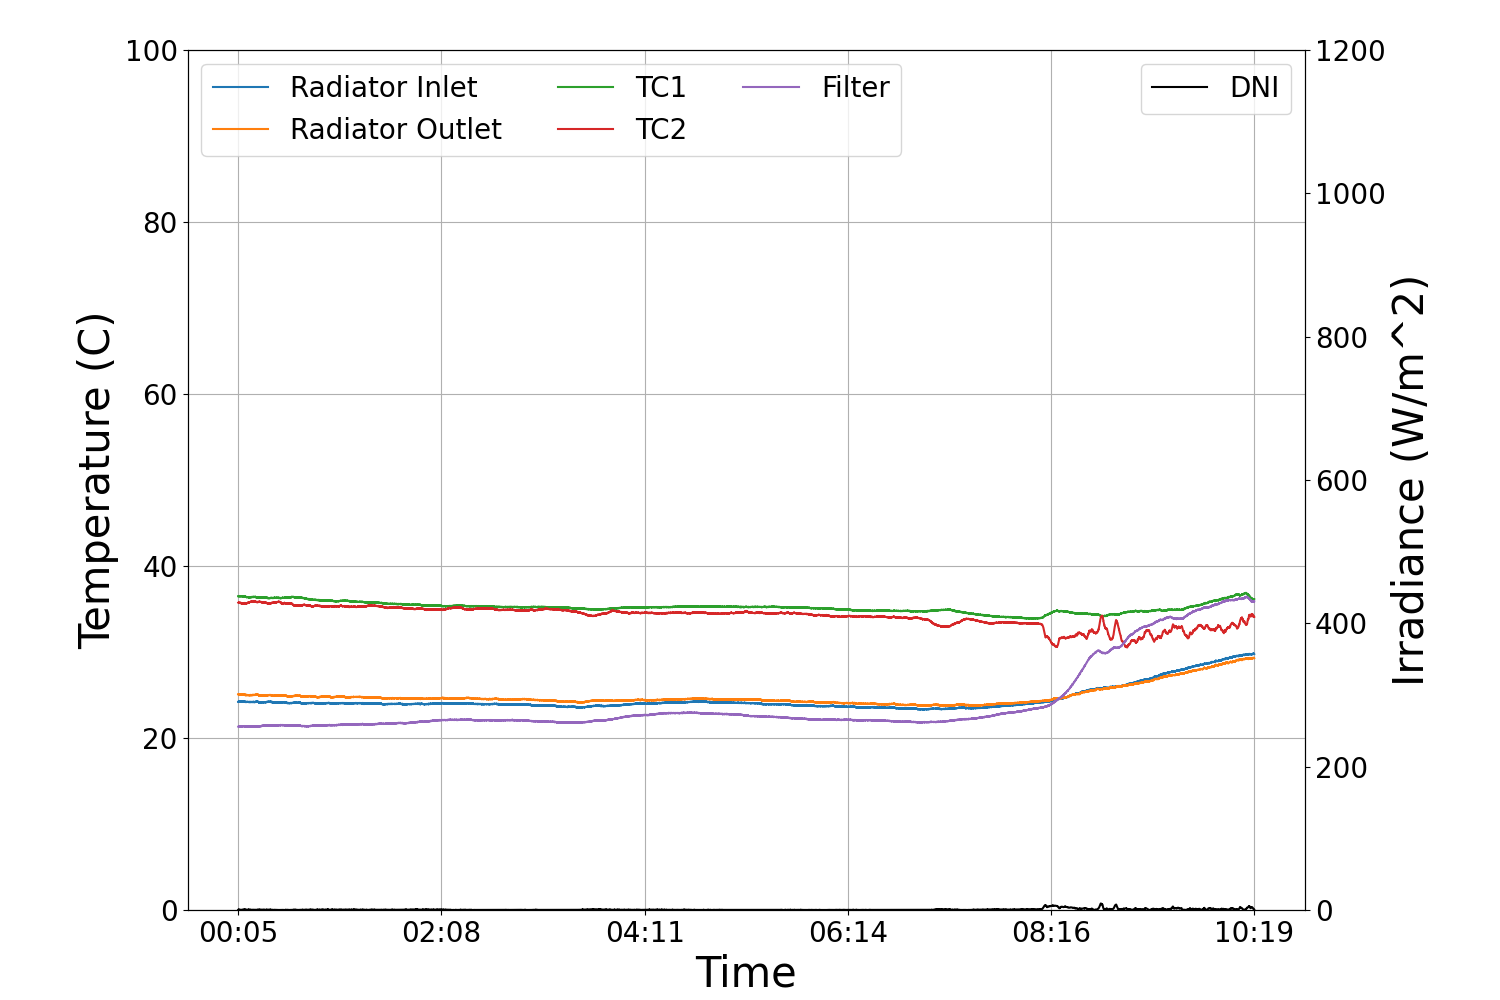 Radiator Inlet
Radiator Outlet
TC1
TC2
Filter
DNI
Temperature (C)
100
80
60
40
20
0
Irradiance (W/m^2)
1200
1000
800
600
400
200
0
00:05 02:08 04:11 06:14 08:16 10:19
Time